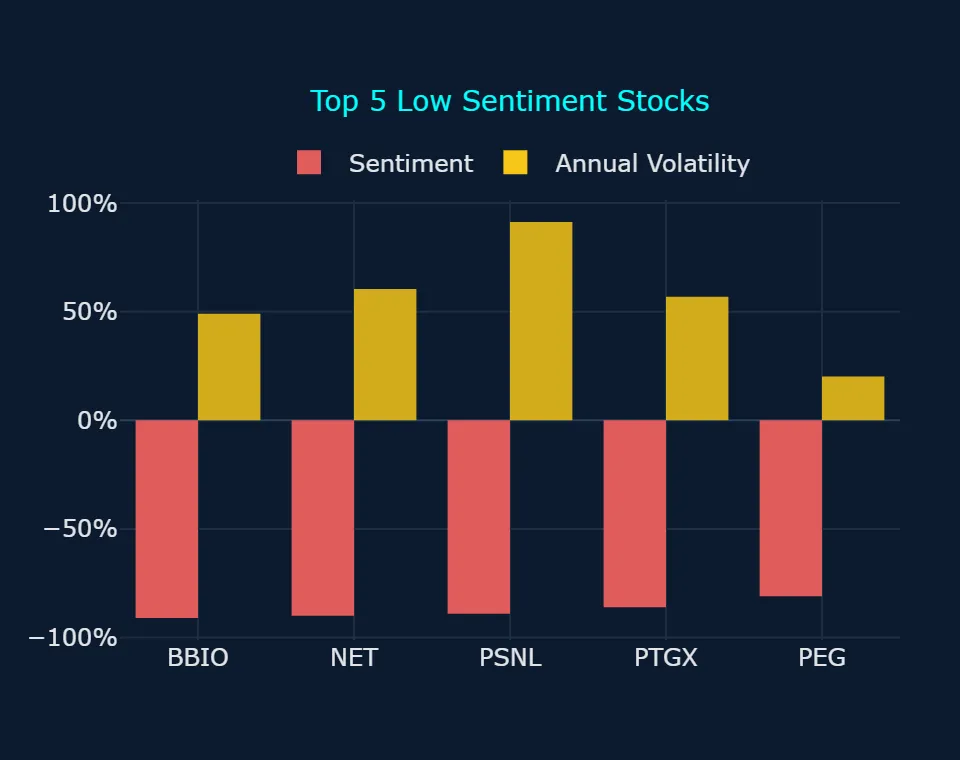 Top 5 Low Sentiment Stocks
Sentiment Annual Volatility
100%
50%
0%
−50%
−100%
BBIO NET PSNL PTGX PEG